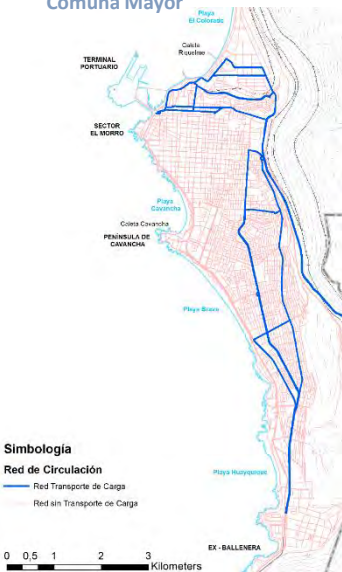 Comuna Mayor
Playa
El Colorado
Caleta
Riquelme
TERMINAL
PORTUARIO
SECTOR
EL MORRO
Playa
Cavancha
Caleta Cavancha
PENÍNSULA DE
CAVANCHA
Playa Brava
Simbología
Red de Circulación
Red Transporte de Carga
Red sin Transporte de Carga
Playa Huayquique
0 0,5 1 2 3
Kilometers
EX - BALLENERA